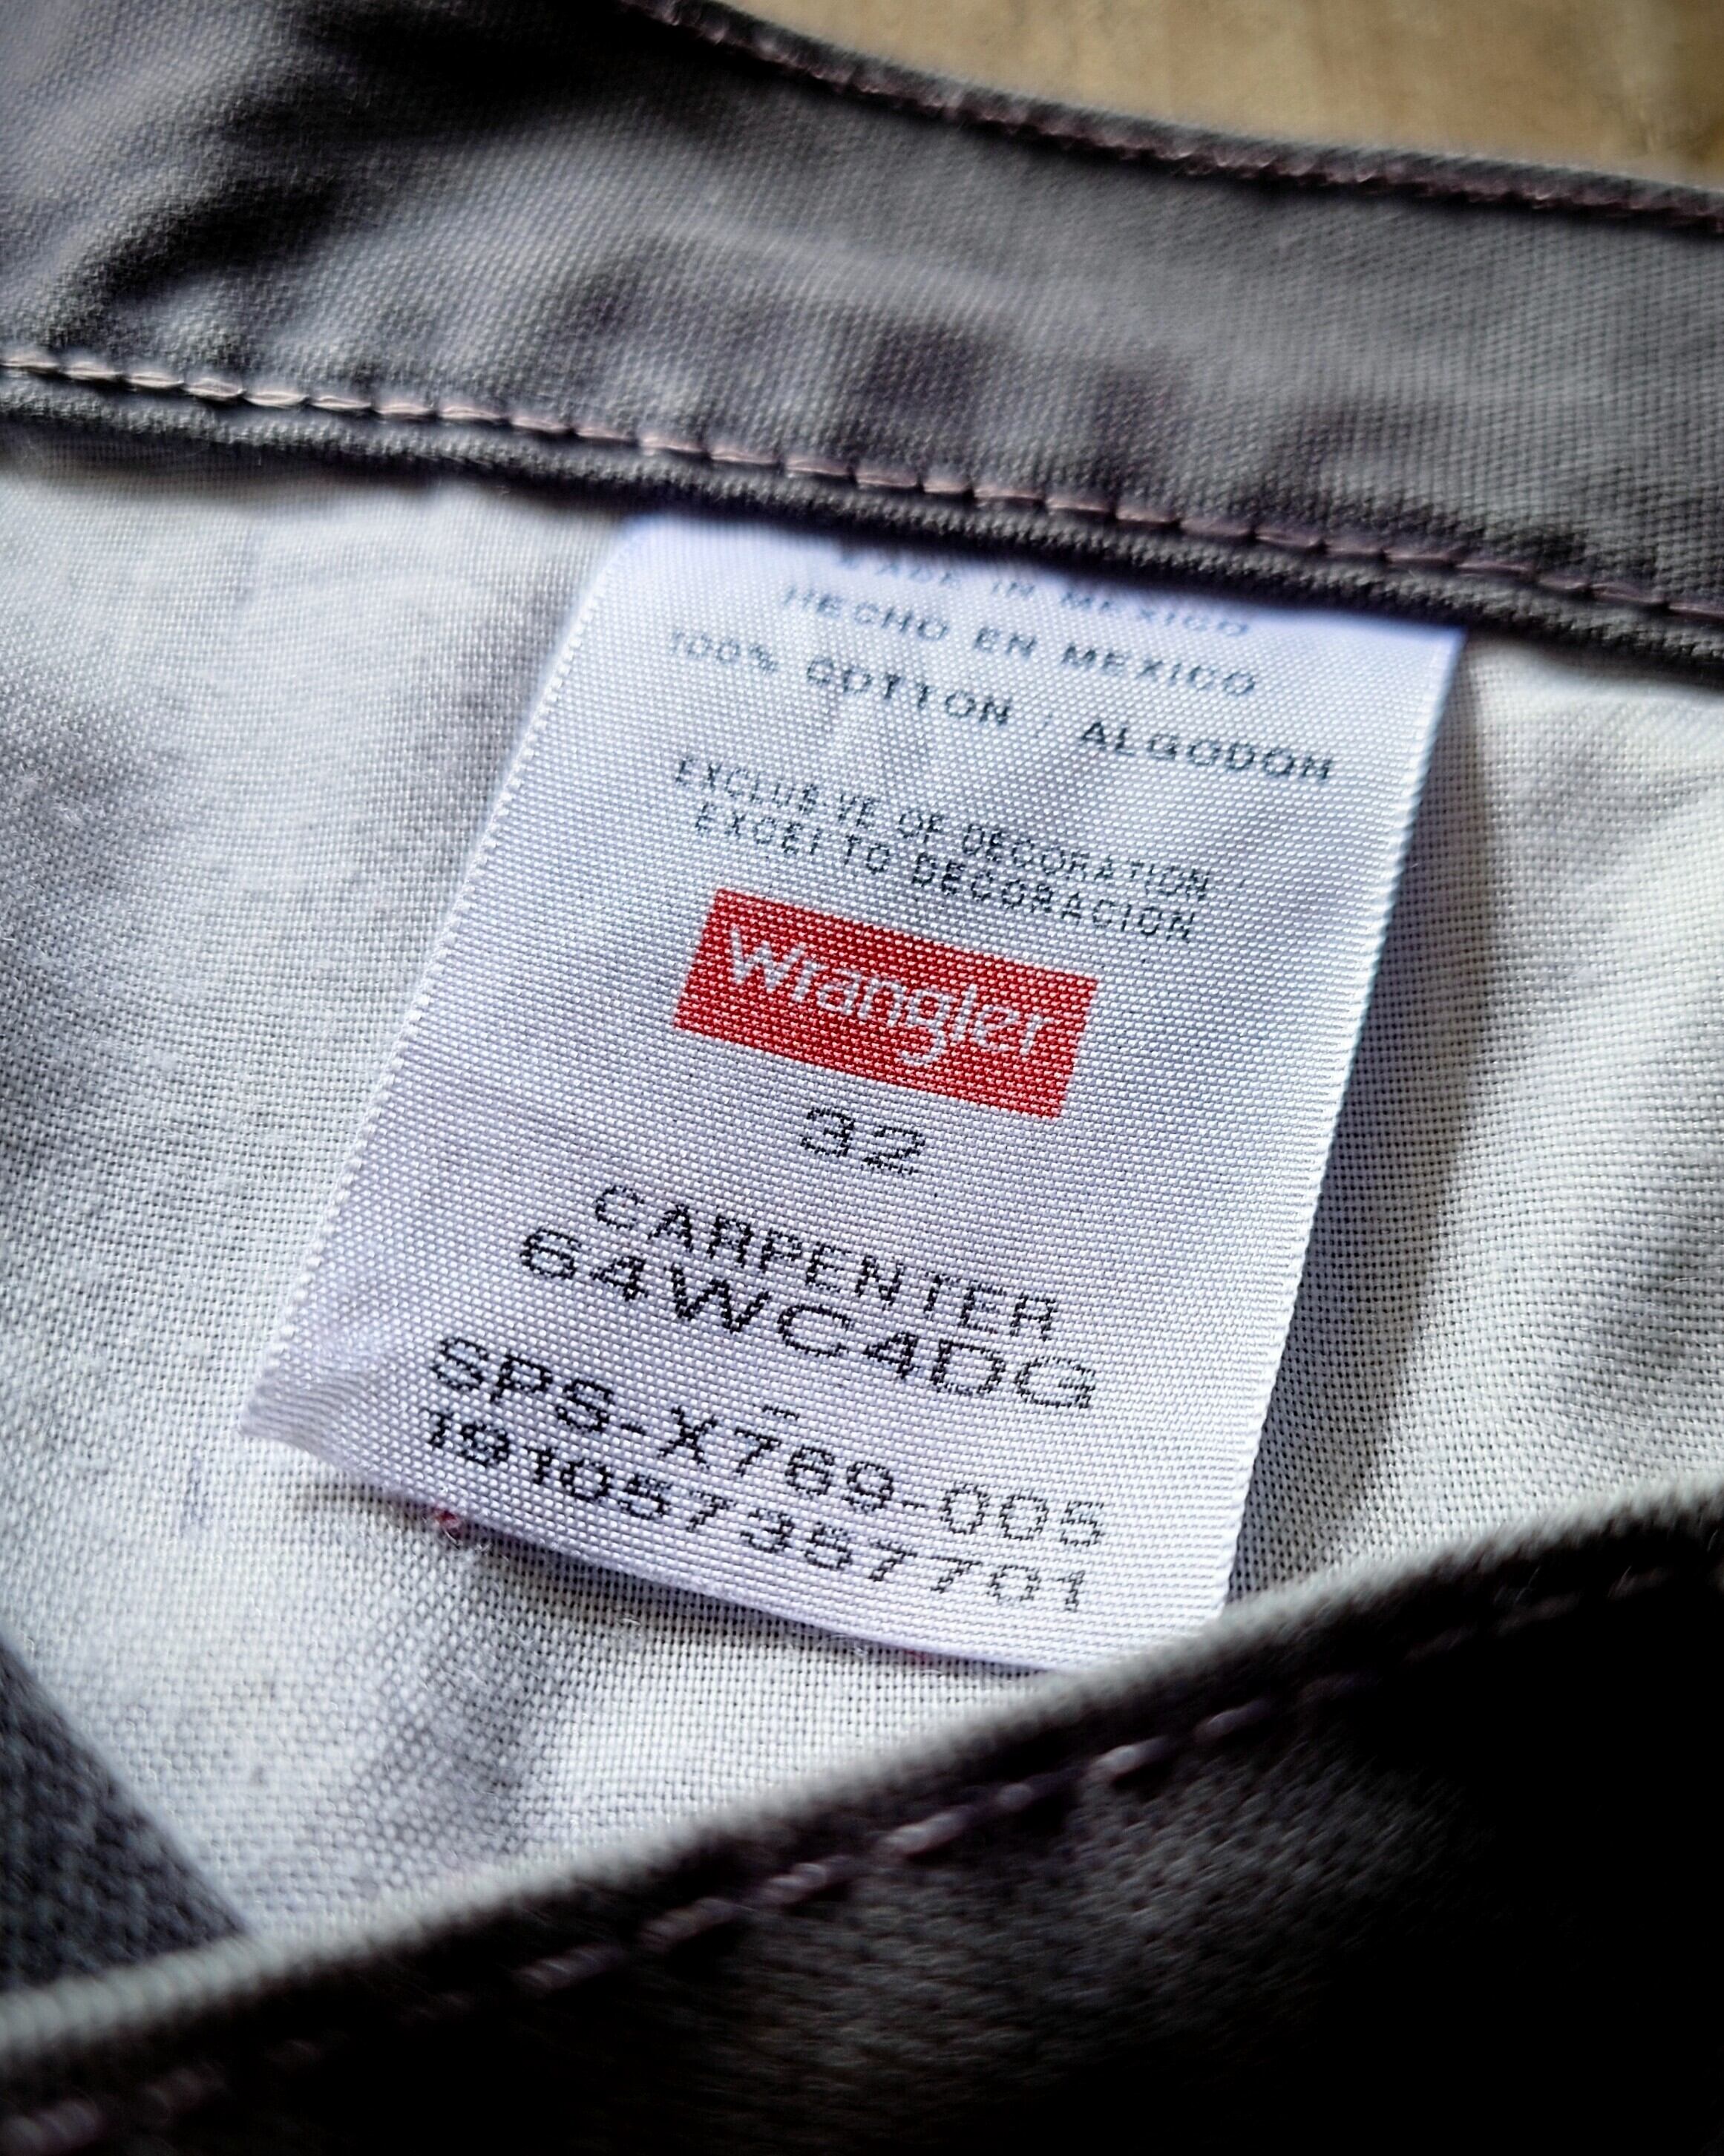 MADE IN MEXICO
HECHO EN MEXICO
100% COTTON / ALGODON
EXCLUSIVE OF DECORATION
EXCEPTO DECORACION
Wrangler
32
CARPENTER
64WC4DG
SPS-X769-005